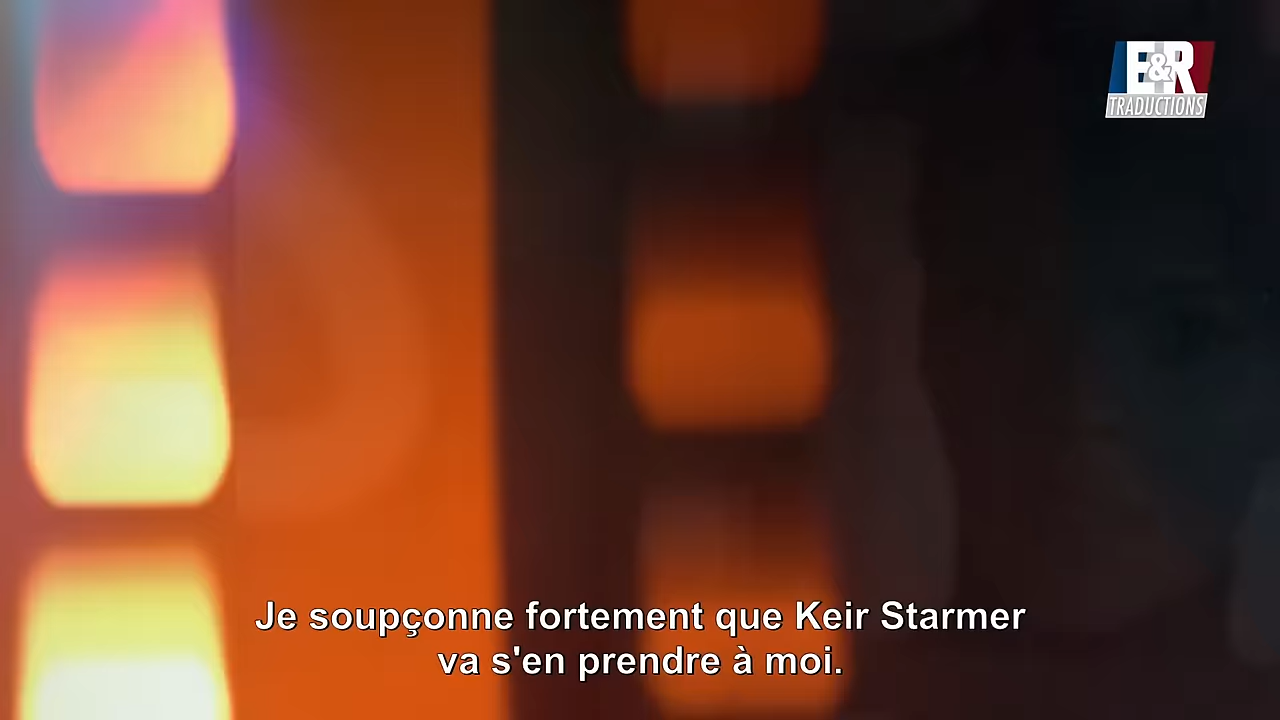 E&R
TRADUCTIONS
Je soupçonne fortement que Keir Starmer
va s'en prendre à moi.